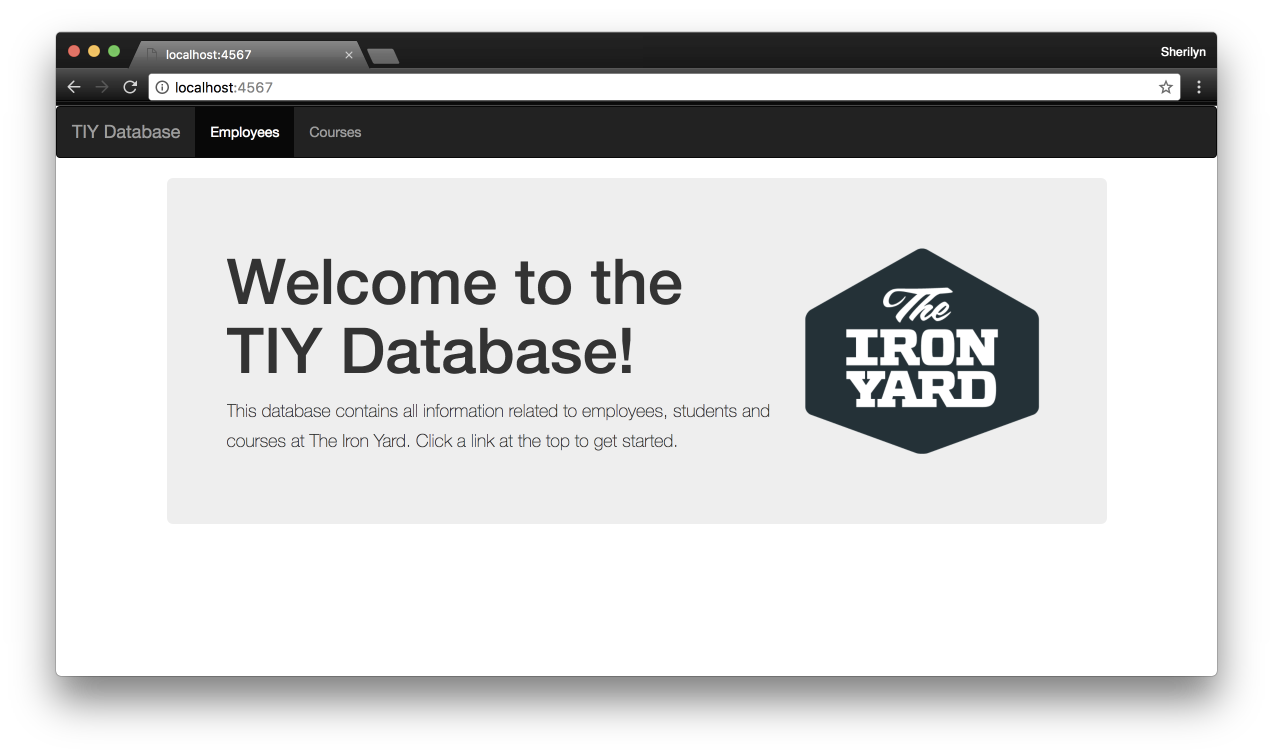 localhost:4567
Sherilyn
localhost:4567
TIY Database Employees Courses
Welcome to the
TIY Database!
This database contains all information related to employees, students and
courses at The Iron Yard. Click a link at the top to get started.
The
IRON
YARD